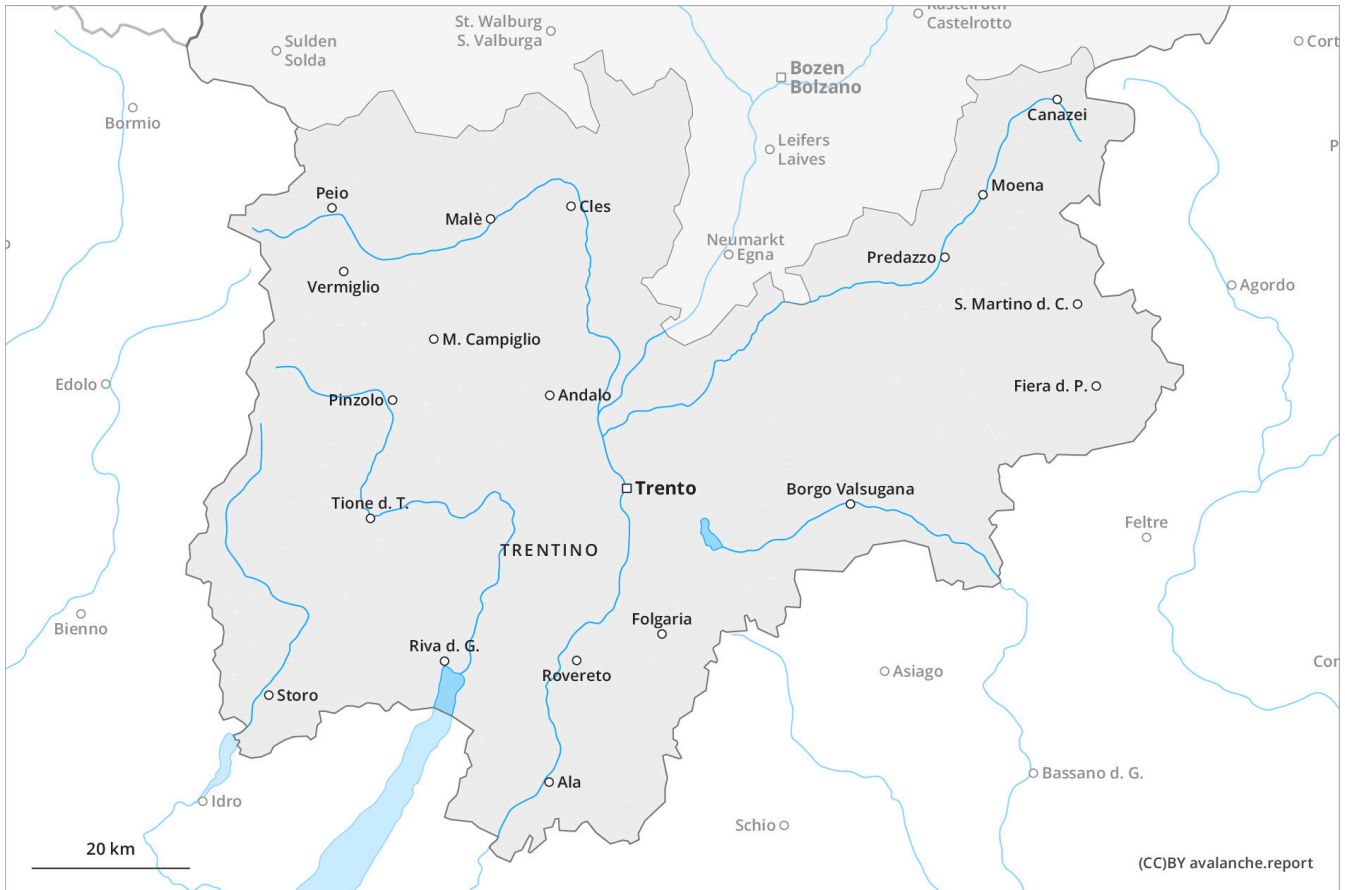 St. Walburg
S. Valburga
Kastelruth
Castelrotto
Sulden
Solda
Cort
Bozen
Bolzano
Bormio
Canazei
Leifers
Laives
P
Peio
Moena
Malè
Cles
Neumarkt
Egna
Predazzo
Vermiglio
Agordo
S. Martino d. C.
M. Campiglio
Edolo
Fiera d. P.
Pinzolo
Andalo
Trento
Borgo Valsugana
Tione d. T.
Feltre
TRENTINO
Folgaria
Bienno
Riva d. G.
Rovereto
Asiago
Cor
Storo
Ala
Bassano d. G.
Idro
Schio
20 km
(CC)BY avalanche.report